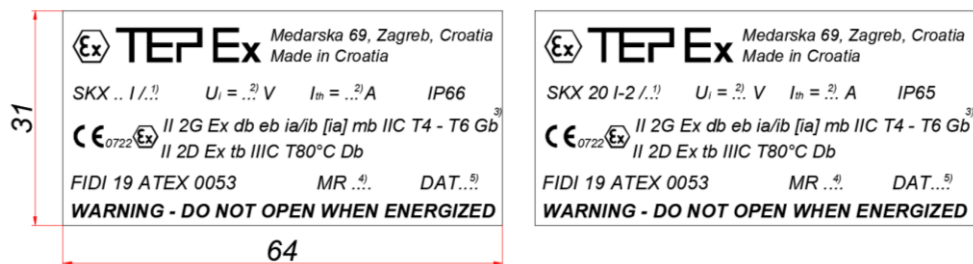 TEP Ex Medarska 69, Zagreb, Croatia
Made in Croatia
SKX .. I /..1) Ui = ..2) V Ith = ..2) A IP66
CE 0722 Ex II 2G Ex db eb ia/ib [ia] mb IIC T4 - T6 Gb 3)
II 2D Ex tb IIIC T80°C Db
FIDI 19 ATEX 0053 MR ..4). DAT...5)
WARNING - DO NOT OPEN WHEN ENERGIZED
31
64
Ex TEP Ex Medarska 69, Zagreb, Croatia
Made in Croatia
SKX 20 I-2 /..1) Ui = ..2) V Ith = ..2) A IP65
CE 0722 Ex II 2G Ex db eb ia/ib [ia] mb IIC T4 - T6 Gb 3)
II 2D Ex tb IIIC T80°C Db
FIDI 19 ATEX 0053 MR ..4). DAT...5)
WARNING - DO NOT OPEN WHEN ENERGIZED